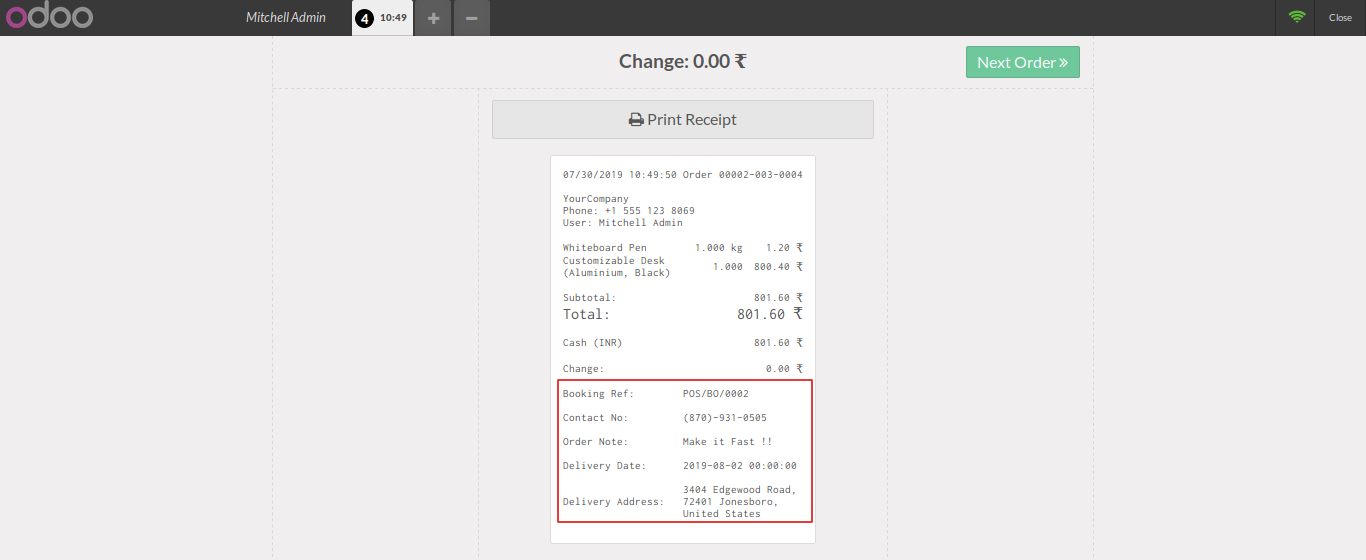 odoo Mitchell Admin 4 10:49 + − Close
Change: 0.00 ₹ Next Order »
Print Receipt
07/30/2019 10:49:50 Order 00002-003-0004
YourCompany
Phone: +1 555 123 8069
User: Mitchell Admin
Whiteboard Pen 1.000 kg 1.20 ₹
Customizable Desk
(Aluminium, Black) 1.000 800.40 ₹
Subtotal: 801.60 ₹
Total: 801.60 ₹
Cash (INR) 801.60 ₹
Change: 0.00 ₹
Booking Ref: POS/BO/0002
Contact No: (870)-931-0505
Order Note: Make it Fast !!
Delivery Date: 2019-08-02 00:00:00
Delivery Address: 3404 Edgewood Road,
72401 Jonesboro,
United States